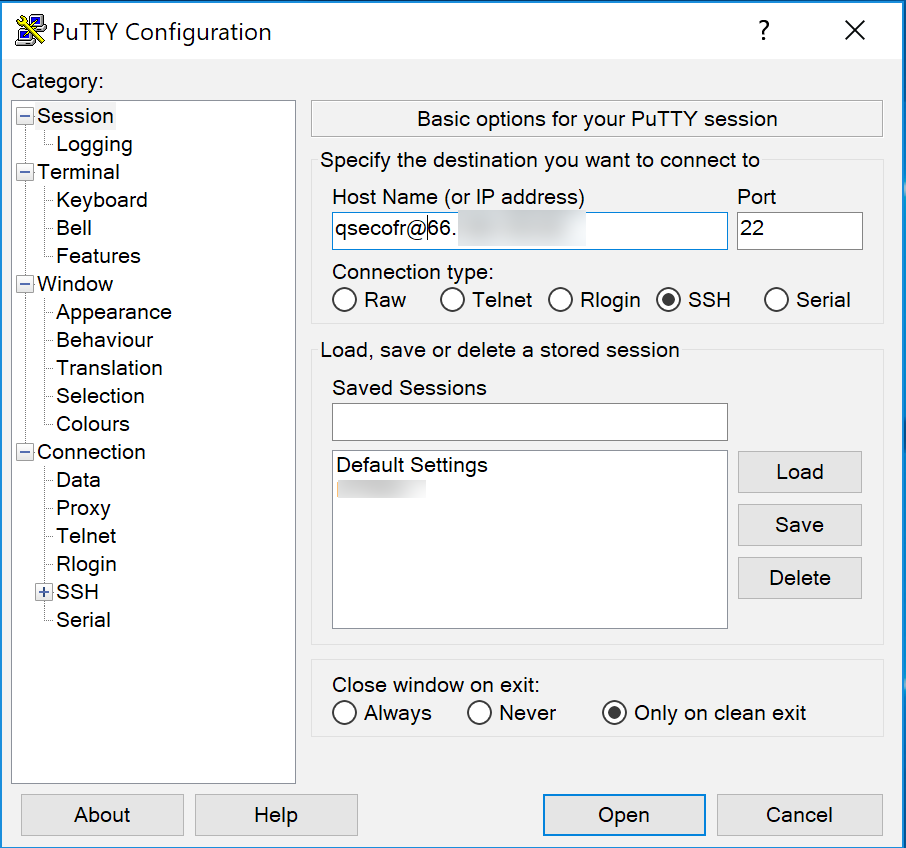 PuTTY Configuration ?
Category:
Session
Logging
Terminal
Keyboard
Bell
Features
Window
Appearance
Behaviour
Translation
Selection
Colours
Connection
Data
Proxy
Telnet
Rlogin
SSH
Serial
Basic options for your PuTTY session
Specify the destination you want to connect to
Host Name (or IP address) Port
qsecofr@66. 22
Connection type:
Raw Telnet Rlogin SSH Serial
Load, save or delete a stored session
Saved Sessions
Default Settings
Load
Save
Delete
Close window on exit:
Always Never Only on clean exit
About Help Open Cancel